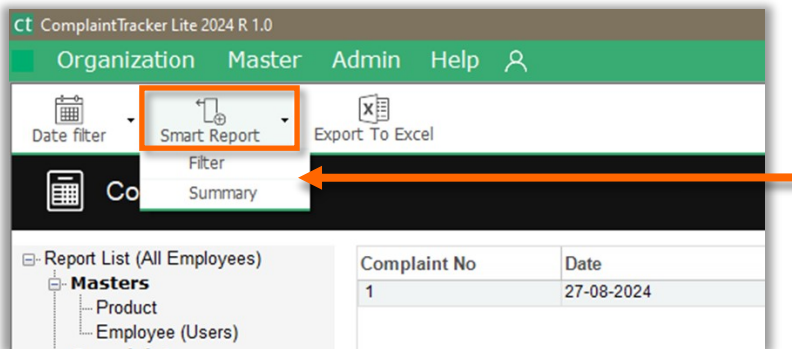 ct ComplaintTracker Lite 2024 R 1.0
Organization Master Admin Help
Date filter Smart Report Export To Excel
Filter
Co
Summary
Report List (All Employees)
Complaint No Date
Masters
1 27-08-2024
Product
Employee (Users)